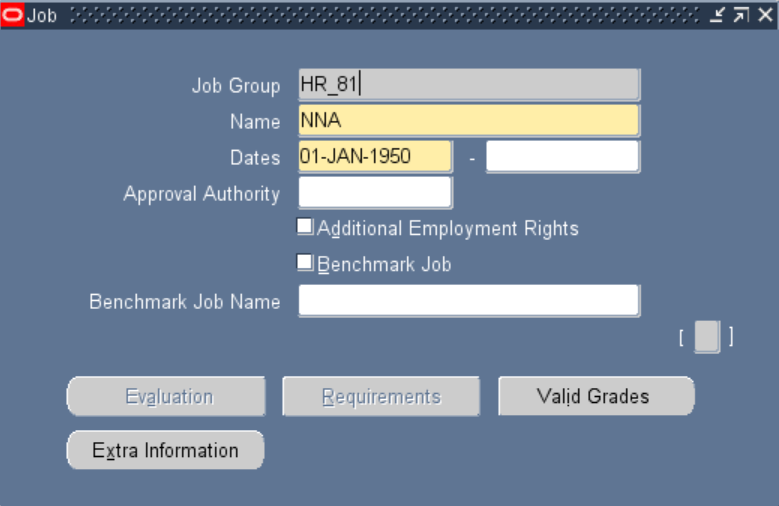 Job
Job Group HR_81
Name NNA
Dates 01-JAN-1950 -
Approval Authority
Additional Employment Rights
Benchmark Job
Benchmark Job Name
[ ]
Evaluation Requirements Valid Grades
Extra Information